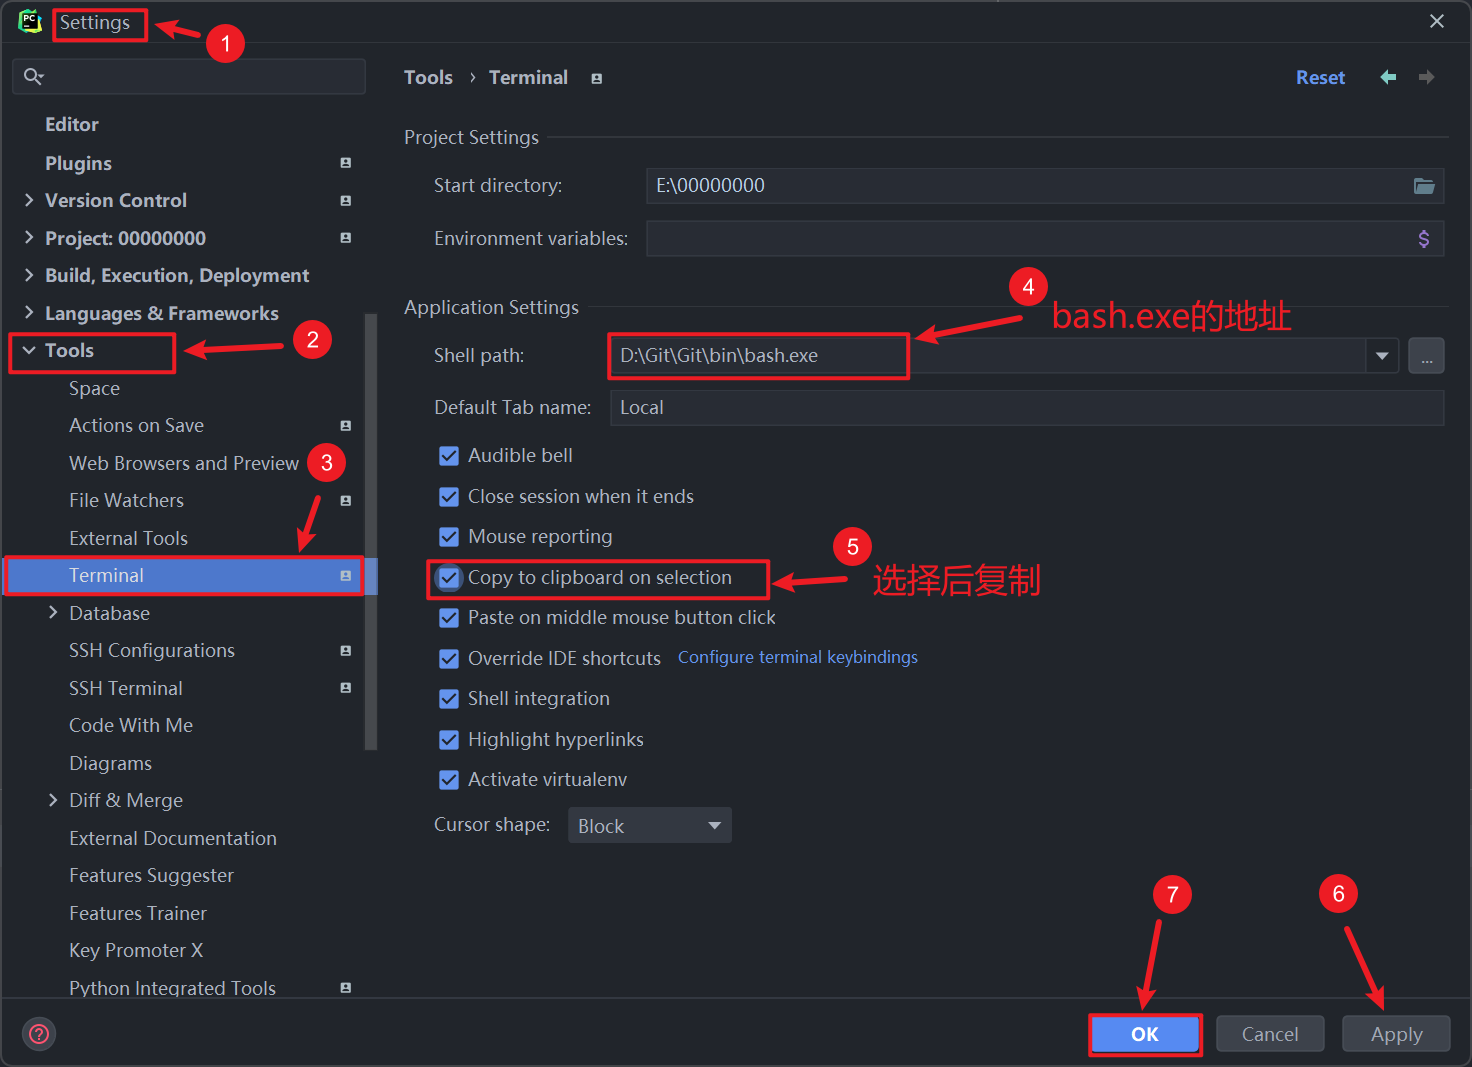 PC
Settings
1
Tools › Terminal
Reset
Editor
Plugins
Version Control
Project: 00000000
Build, Execution, Deployment
Languages & Frameworks
Tools
2
Space
Actions on Save
Web Browsers and Preview
3
File Watchers
External Tools
Terminal
Database
SSH Configurations
SSH Terminal
Code With Me
Diagrams
Diff & Merge
External Documentation
Features Suggester
Features Trainer
Key Promoter X
Python Integrated Tools
Project Settings
Start directory: E:\00000000
Environment variables: $
4
bash.exe的地址
Application Settings
Shell path: D:\Git\Git\bin\bash.exe ...
Default Tab name: Local
Audible bell
Close session when it ends
Mouse reporting
5
Copy to clipboard on selection
选择后复制
Paste on middle mouse button click
Override IDE shortcuts Configure terminal keybindings
Shell integration
Highlight hyperlinks
Activate virtualenv
Cursor shape: Block
7
6
?
OK
Cancel
Apply